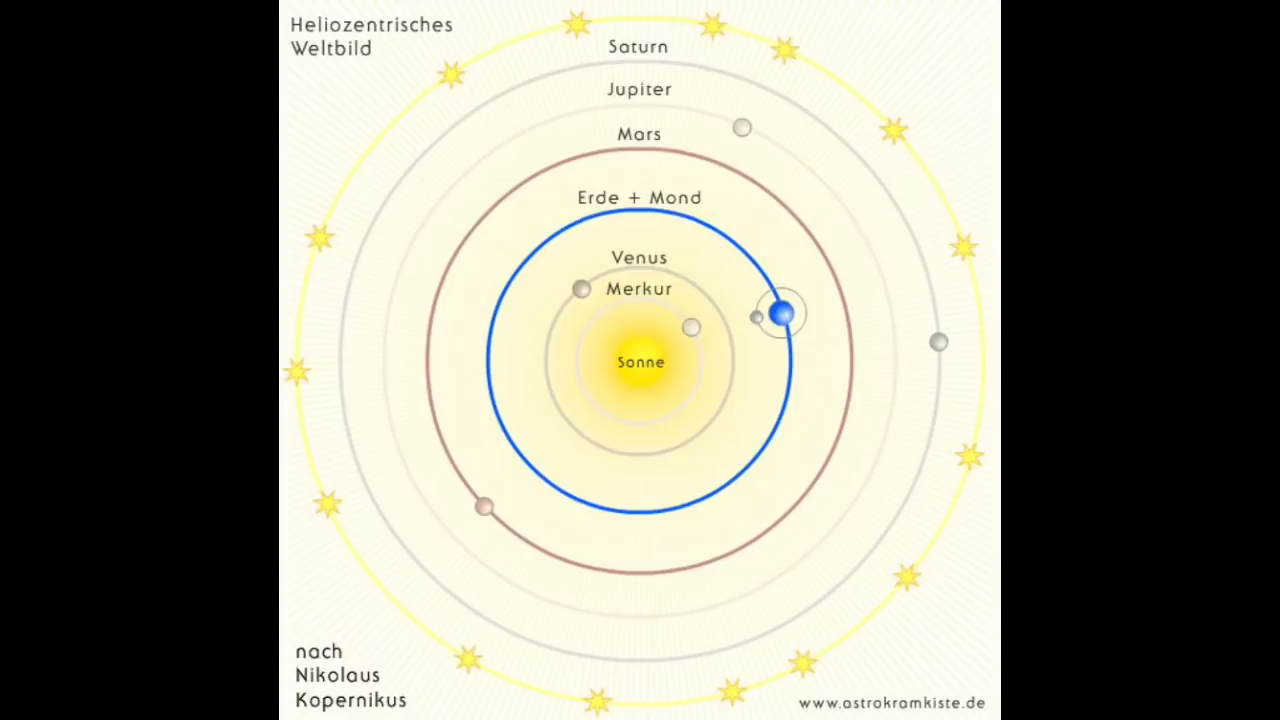 Heliozentrisches
Weltbild
Saturn
Jupiter
Mars
Erde + Mond
Venus
Merkur
Sonne
nach
Nikolaus
Kopernikus
www.astrokramkiste.de